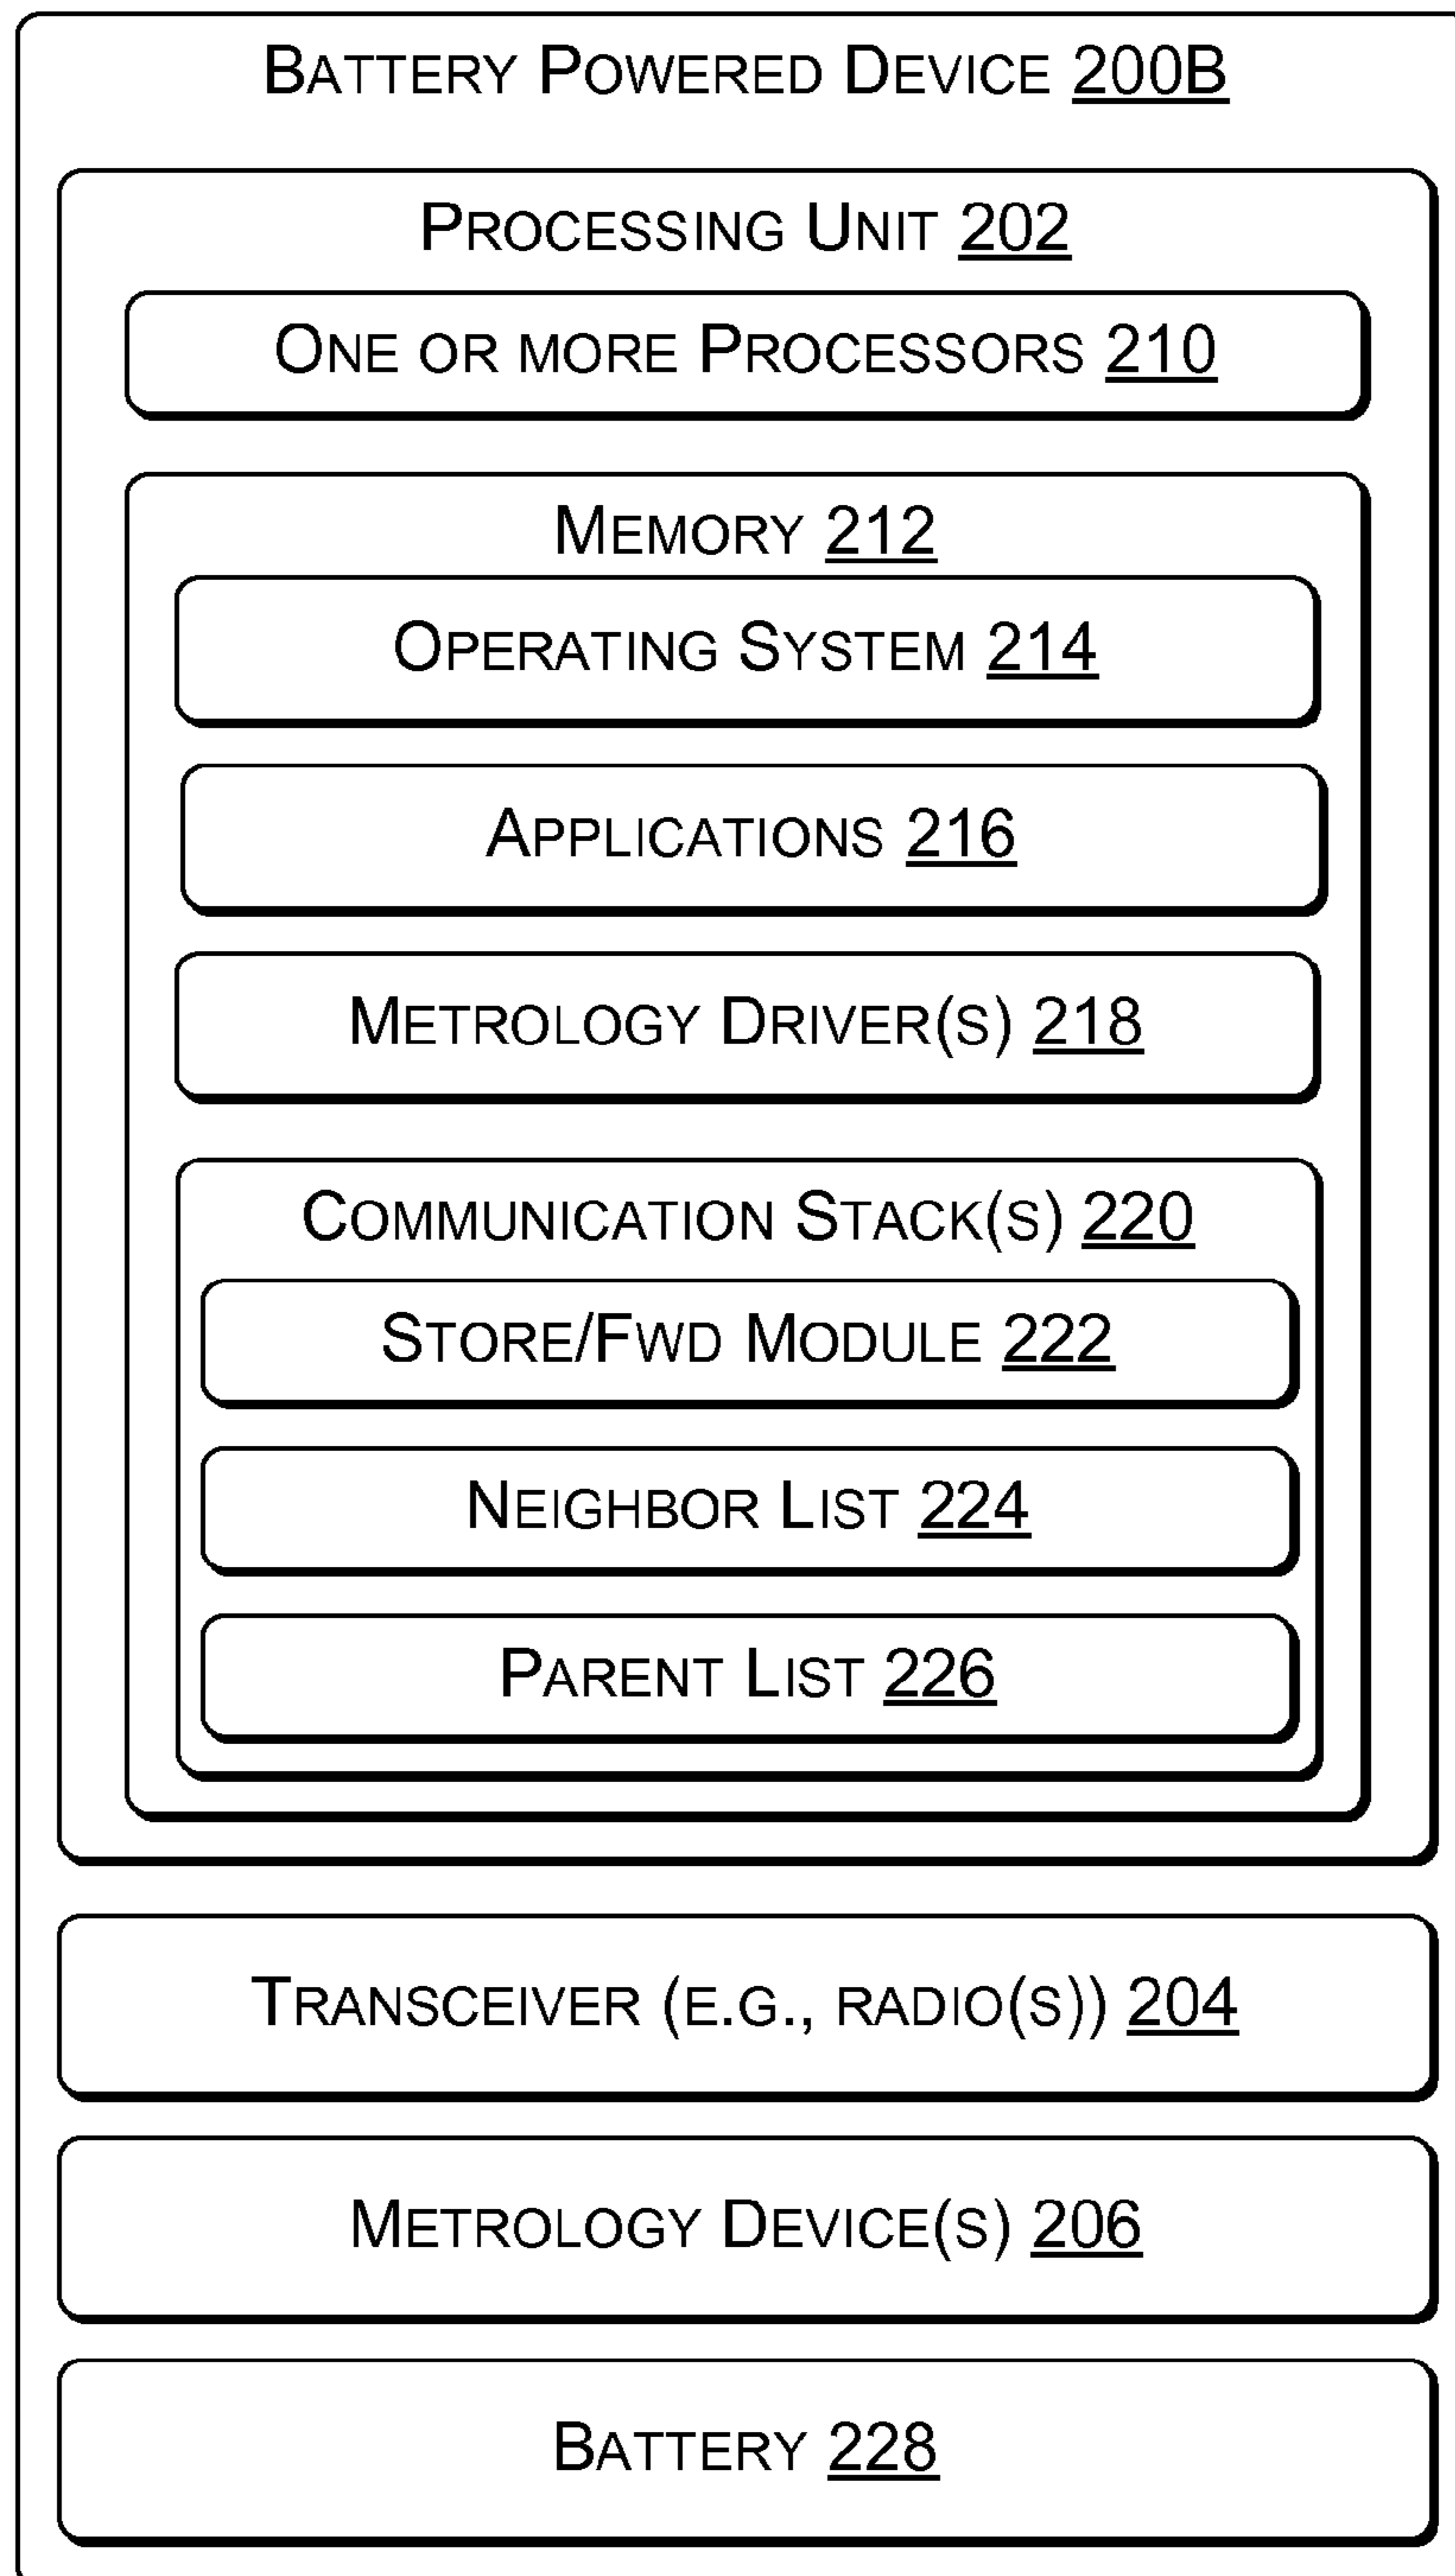 BATTERY POWERED DEVICE 200B
PROCESSING UNIT 202
ONE OR MORE PROCESSORS 210
MEMORY 212
OPERATING SYSTEM 214
APPLICATIONS 216
METROLOGY DRIVER(S) 218
COMMUNICATION STACK(S) 220
STORE/FWD MODULE 222
NEIGHBOR LIST 224
PARENT LIST 226
TRANSCEIVER (E.G., RADIO(S)) 204
METROLOGY DEVICE(S) 206
BATTERY 228